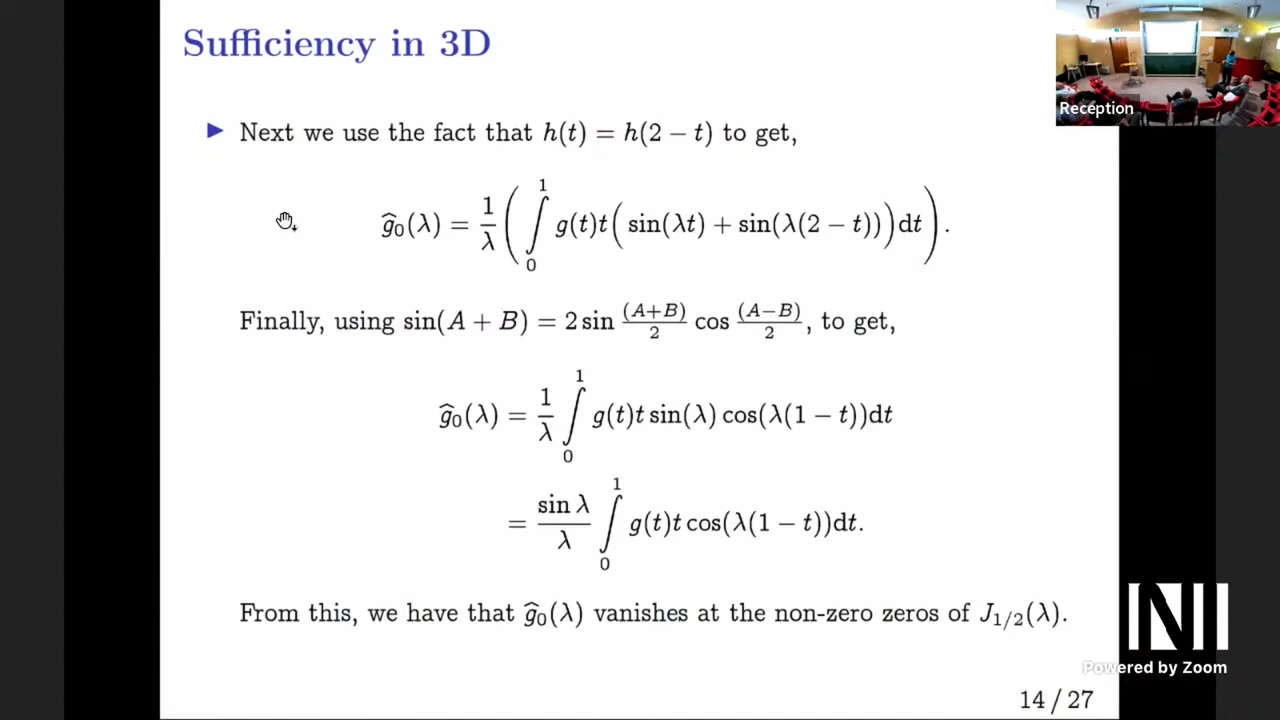 Sufficiency in 3D
Reception
▶ Next we use the fact that h(t) = h(2 − t) to get,
ĝ₀(λ) = 1/λ ( ∫₀¹ g(t)t( sin(λt) + sin(λ(2 − t)))dt ).
Finally, using sin(A + B) = 2 sin (A+B)/2 cos (A−B)/2, to get,
ĝ₀(λ) = 1/λ ∫₀¹ g(t)t sin(λ) cos(λ(1 − t))dt
= sin λ/λ ∫₀¹ g(t)t cos(λ(1 − t))dt.
From this, we have that ĝ₀(λ) vanishes at the non-zero zeros of J₁/₂(λ).
Powered by Zoom
14 / 27